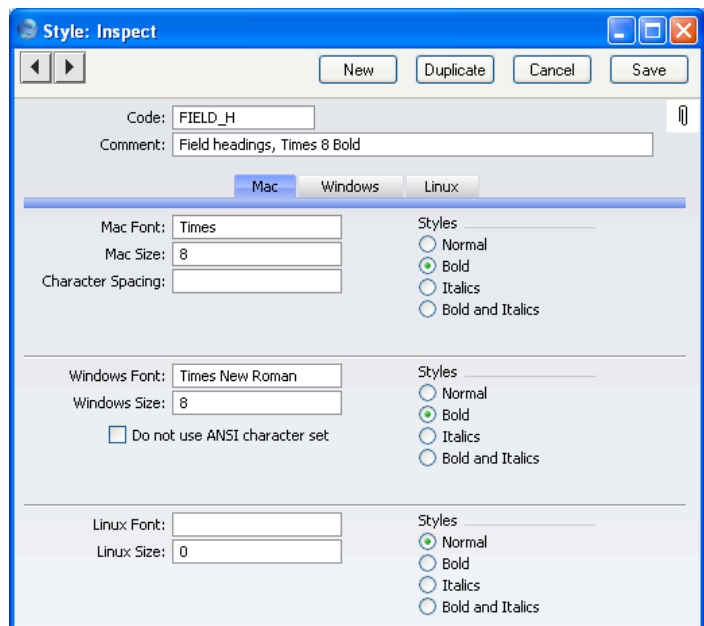 Style: Inspect
New Duplicate Cancel Save
Code: FIELD_H
Comment: Field headings, Times 8 Bold
Mac Windows Linux
Mac Font: Times
Mac Size: 8
Character Spacing:
Styles
Normal
Bold
Italics
Bold and Italics
Windows Font: Times New Roman
Windows Size: 8
Do not use ANSI character set
Styles
Normal
Bold
Italics
Bold and Italics
Linux Font:
Linux Size: 0
Styles
Normal
Bold
Italics
Bold and Italics